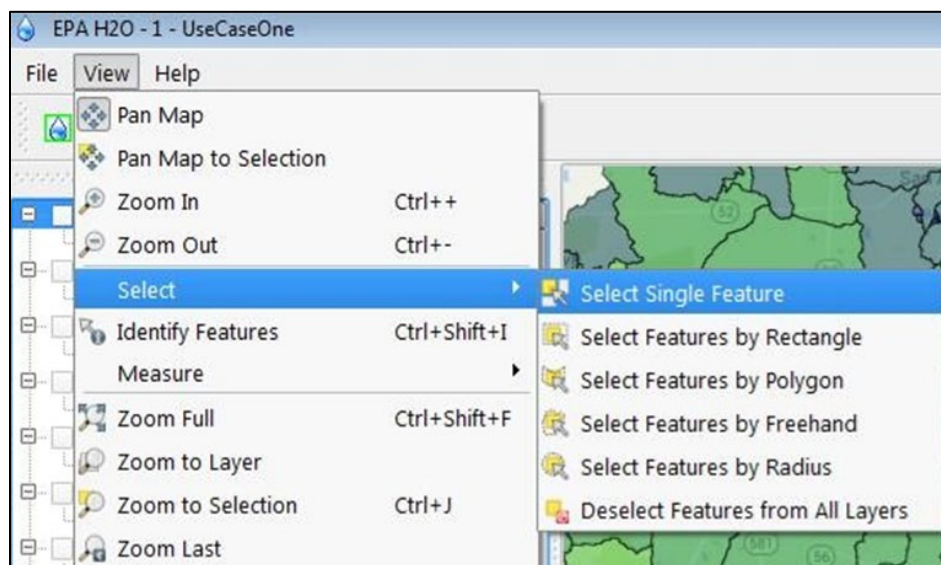 EPA H2O - 1 - UseCaseOne
File View Help
Pan Map
Pan Map to Selection
Zoom In Ctrl++
Zoom Out Ctrl+-
Select
Identify Features Ctrl+Shift+I
Measure
Zoom Full Ctrl+Shift+F
Zoom to Layer
Zoom to Selection Ctrl+J
Zoom Last
Select Single Feature
Select Features by Rectangle
Select Features by Polygon
Select Features by Freehand
Select Features by Radius
Deselect Features from All Layers
52
581
56